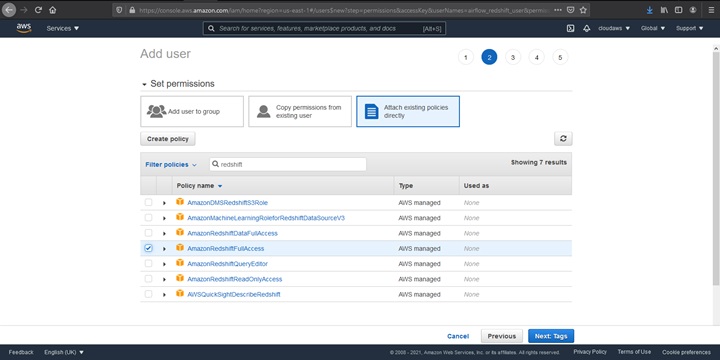 https://console.aws.amazon.com/iam/home?region=us-east-1#/users$new?step=permissions&accessKey&userNames=airflow_redshift_user&permis
aws
Services
Search for services, features, marketplace products, and docs
[Alt+S]
cloudaws
Global
Support
Add user
1
2
3
4
5
Set permissions
Add user to group
Copy permissions from
existing user
Attach existing policies
directly
Create policy
Filter policies
redshift
Showing 7 results
Policy name
Type
Used as
AmazonDMSRedshiftS3Role
AWS managed
None
AmazonMachineLearningRoleforRedshiftDataSourceV3
AWS managed
None
AmazonRedshiftDataFullAccess
AWS managed
None
AmazonRedshiftFullAccess
AWS managed
None
AmazonRedshiftQueryEditor
AWS managed
None
AmazonRedshiftReadOnlyAccess
AWS managed
None
AWSQuickSightDescribeRedshift
AWS managed
None
Cancel
Previous
Next: Tags
Feedback
English (UK)
© 2008 - 2021, Amazon Web Services, Inc. or its affiliates. All rights reserved.
Privacy Policy
Terms of Use
Cookie preferences